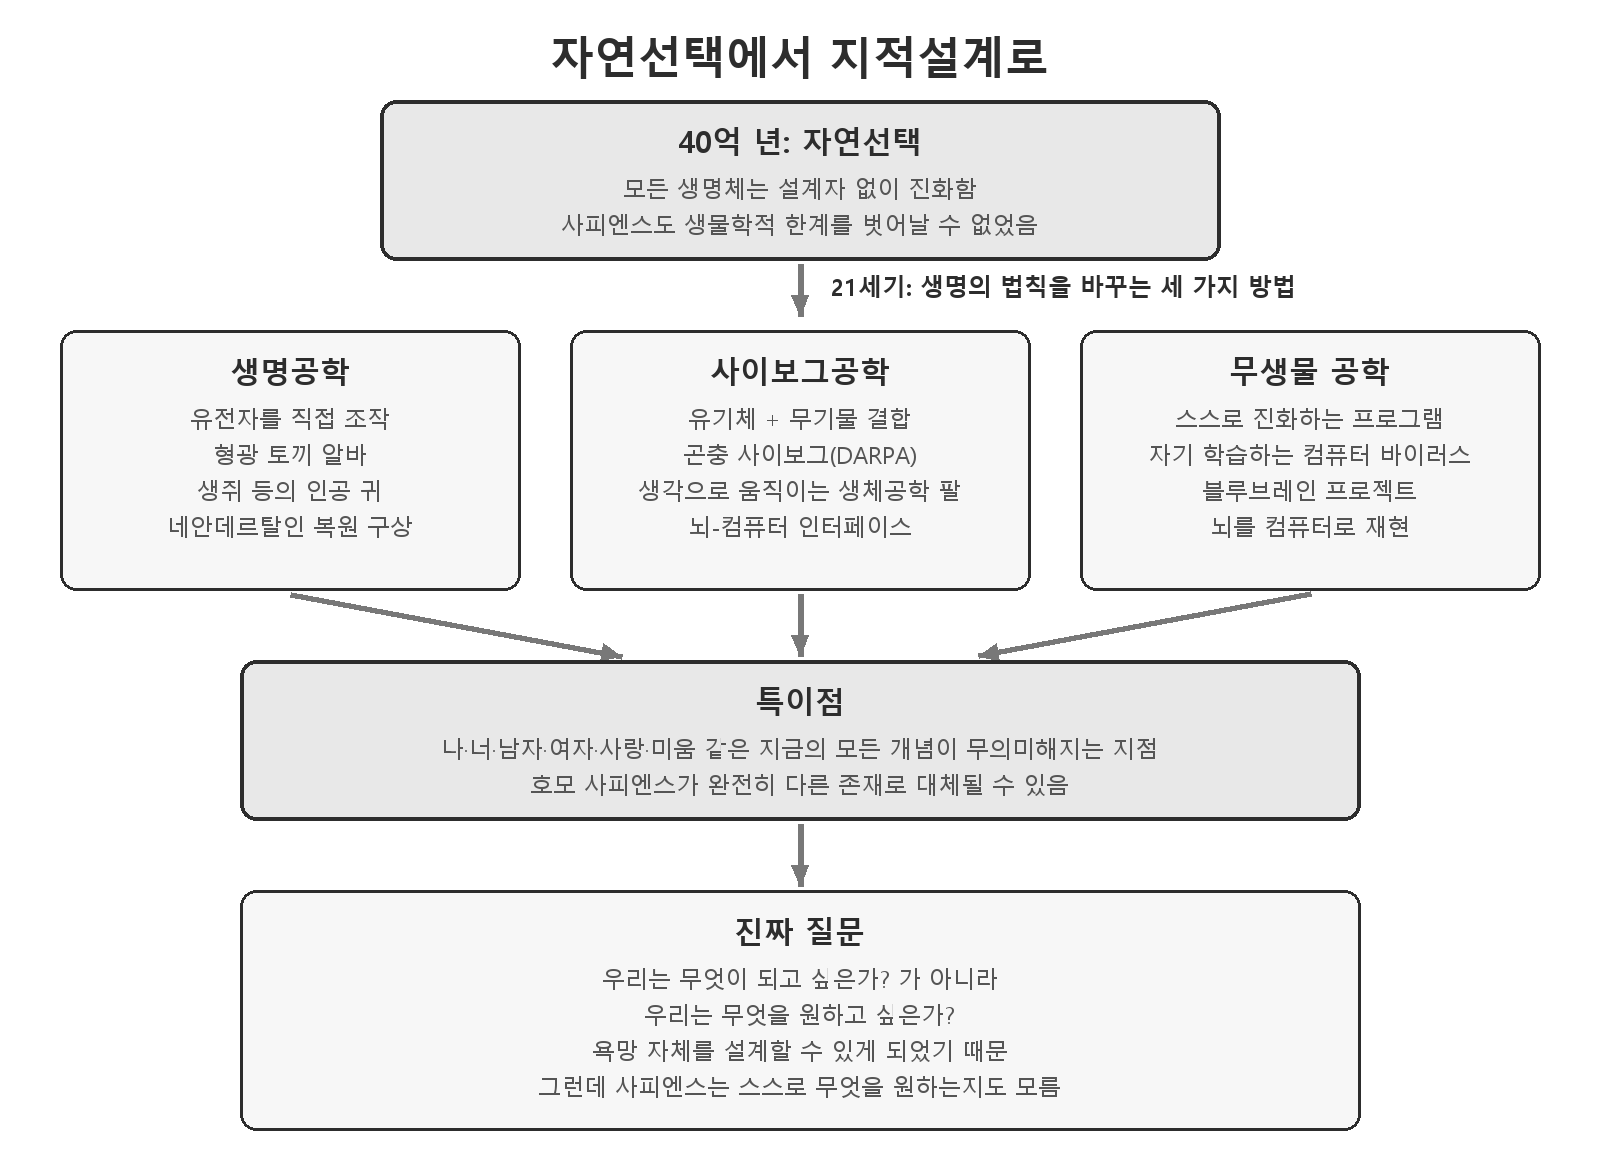 자연선택에서 지적설계로
40억 년: 자연선택
모든 생명체는 설계자 없이 진화함
사피엔스도 생물학적 한계를 벗어날 수 없었음
21세기: 생명의 법칙을 바꾸는 세 가지 방법
생명공학
유전자를 직접 조작
형광 토끼 알바
생쥐 등의 인공 귀
네안데르탈인 복원 구상
사이보그공학
유기체 + 무기물 결합
곤충 사이보그(DARPA)
생각으로 움직이는 생체공학 팔
뇌-컴퓨터 인터페이스
무생물 공학
스스로 진화하는 프로그램
자기 학습하는 컴퓨터 바이러스
블루브레인 프로젝트
뇌를 컴퓨터로 재현
특이점
나·너·남자·여자·사랑·미움 같은 지금의 모든 개념이 무의미해지는 지점
호모 사피엔스가 완전히 다른 존재로 대체될 수 있음
진짜 질문
우리는 무엇이 되고 싶은가? 가 아니라
우리는 무엇을 원하고 싶은가?
욕망 자체를 설계할 수 있게 되었기 때문
그런데 사피엔스는 스스로 무엇을 원하는지도 모름